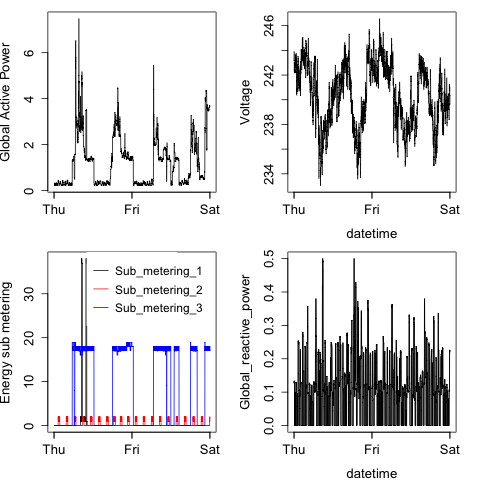 Global Active Power
6
4
2
0
Thu Fri Sat
Voltage
246
242
238
234
Thu Fri Sat
datetime
Energy sub metering
30
20
10
0
Sub_metering_1
Sub_metering_2
Sub_metering_3
Thu Fri Sat
Global_reactive_power
0.5
0.4
0.3
0.2
0.1
0.0
Thu Fri Sat
datetime